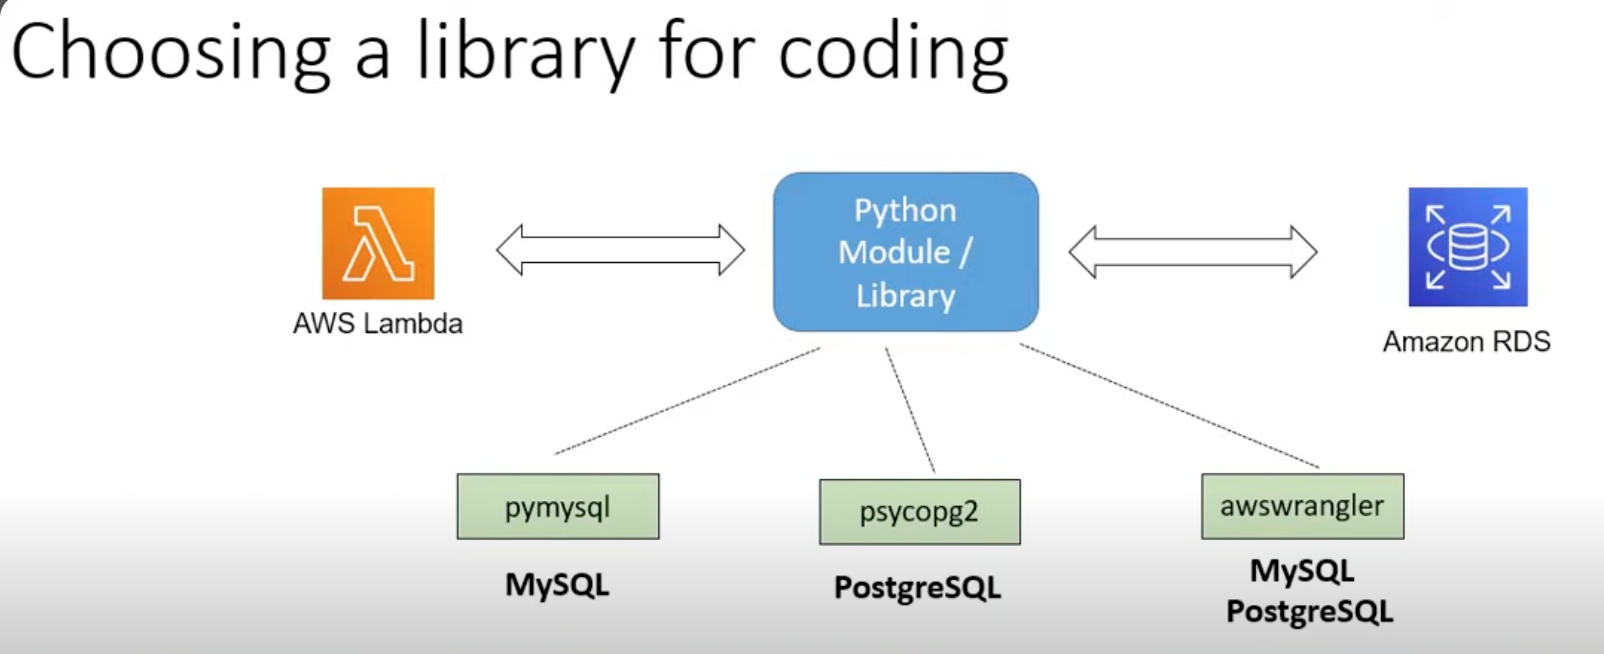 Choosing a library for coding
Python
Module /
Library
AWS Lambda
Amazon RDS
pymysql
psycopg2
awswrangler
MySQL
PostgreSQL
MySQL
PostgreSQL